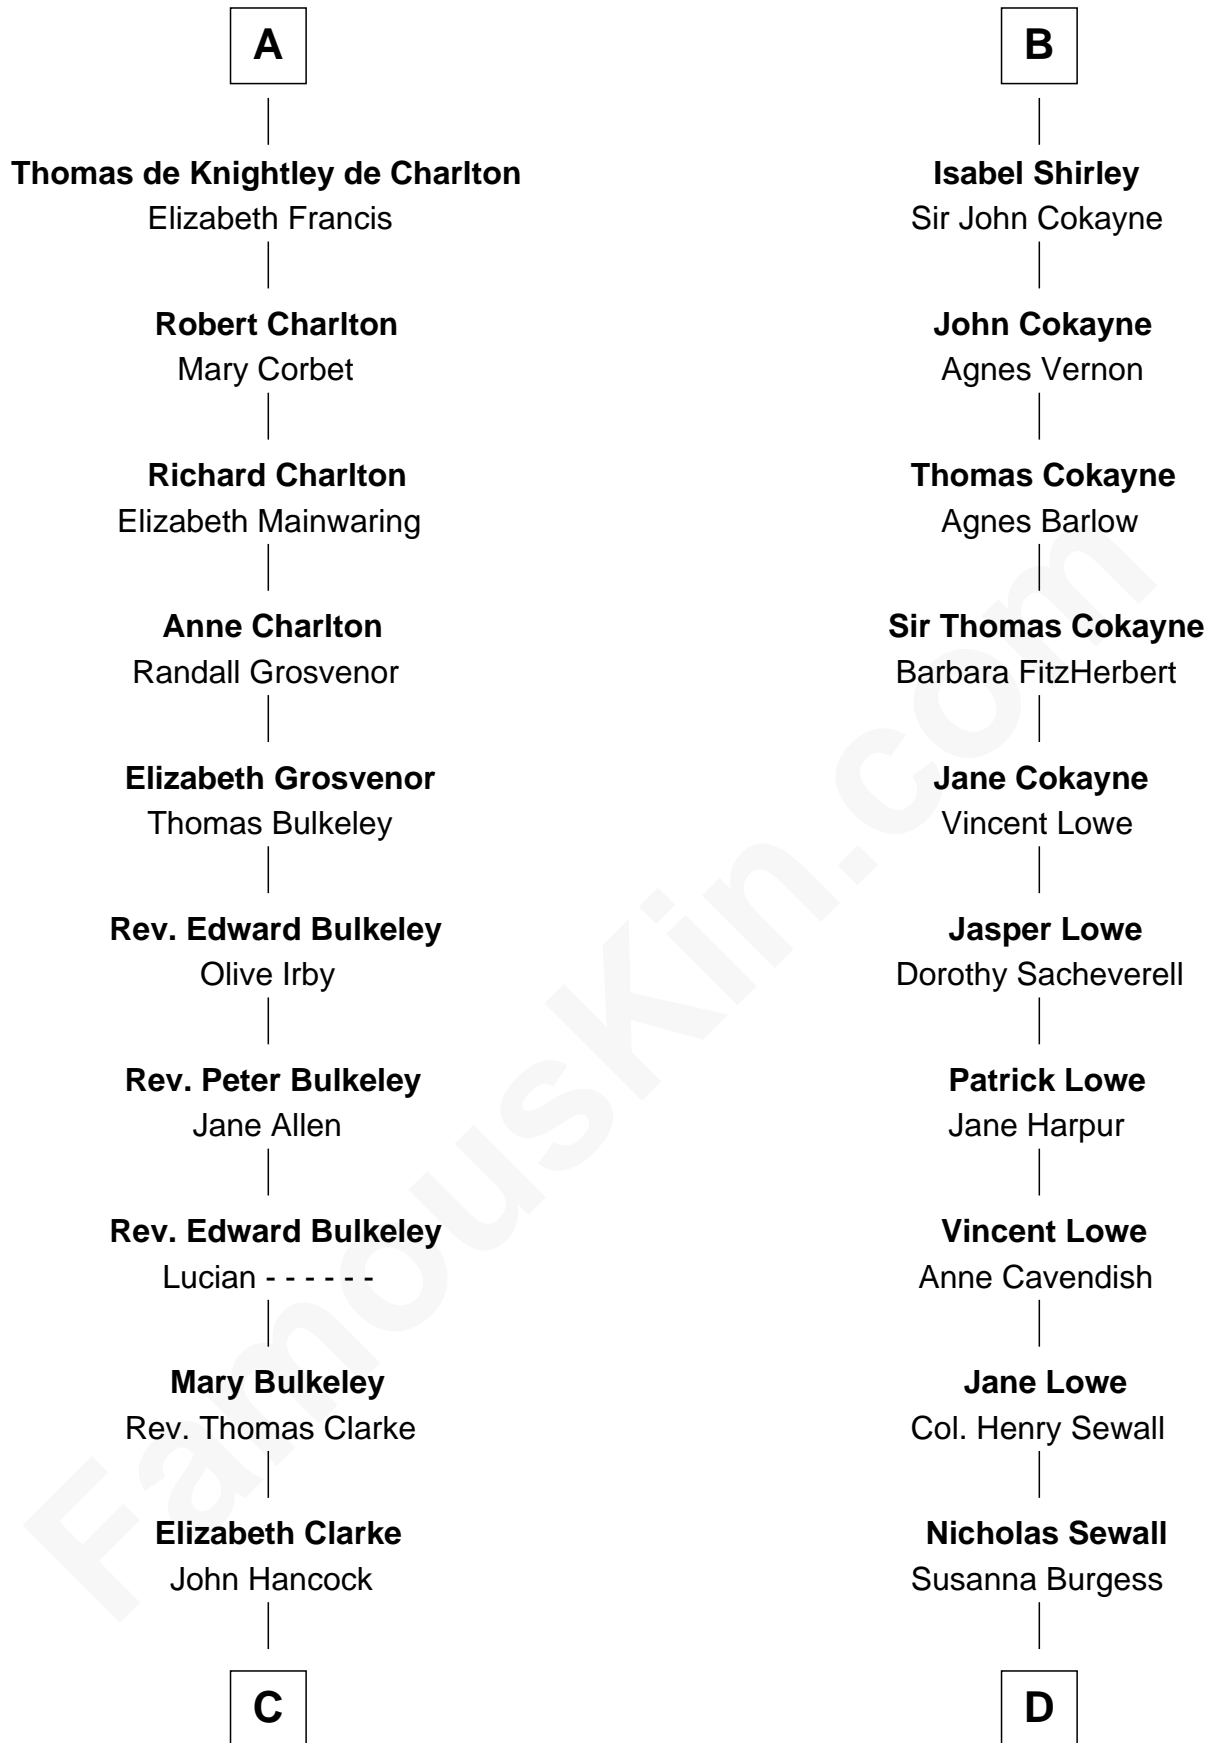 A
Thomas de Knightley de Charlton
Elizabeth Francis
Robert Charlton
Mary Corbet
Richard Charlton
Elizabeth Mainwaring
Anne Charlton
Randall Grosvenor
Elizabeth Grosvenor
Thomas Bulkeley
Rev. Edward Bulkeley
Olive Irby
Rev. Peter Bulkeley
Jane Allen
Rev. Edward Bulkeley
Lucian - - - - - -
Mary Bulkeley
Rev. Thomas Clarke
Elizabeth Clarke
John Hancock
C
B
Isabel Shirley
Sir John Cokayne
John Cokayne
Agnes Vernon
Thomas Cokayne
Agnes Barlow
Sir Thomas Cokayne
Barbara FitzHerbert
Jane Cokayne
Vincent Lowe
Jasper Lowe
Dorothy Sacheverell
Patrick Lowe
Jane Harpur
Vincent Lowe
Anne Cavendish
Jane Lowe
Col. Henry Sewall
Nicholas Sewall
Susanna Burgess
D
FamousKin.com